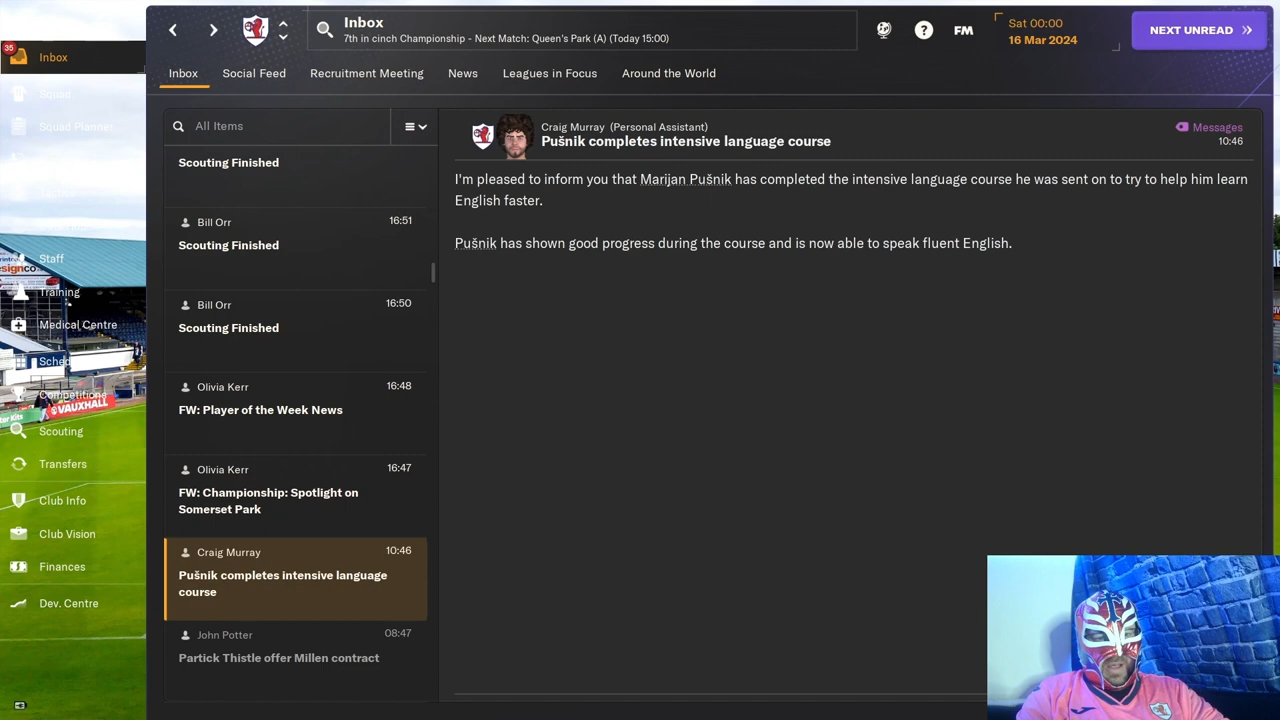 Inbox
7th in cinch Championship - Next Match: Queen's Park (A) (Today 15:00)
?
FM
Sat 00:00
16 Mar 2024
NEXT UNREAD
35
Inbox
Squad
Squad Planner
Staff
Training
Medical Centre
Sched
Competitions
Scouting
Transfers
Club Info
Club Vision
Finances
Dev. Centre
designco.
VAUXHALL
Inbox
Social Feed
Recruitment Meeting
News
Leagues in Focus
Around the World
All Items
Scouting Finished
Bill Orr
16:51
Scouting Finished
Bill Orr
16:50
Scouting Finished
Olivia Kerr
16:48
FW: Player of the Week News
Olivia Kerr
16:47
FW: Championship: Spotlight on
Somerset Park
Craig Murray
10:46
Pušnik completes intensive language
course
John Potter
08:47
Partick Thistle offer Millen contract
Craig Murray (Personal Assistant)
Pušnik completes intensive language course
Messages
10:46
I'm pleased to inform you that Marijan Pušnik has completed the intensive language course he was sent on to try to help him learn
English faster.
Pušnik has shown good progress during the course and is now able to speak fluent English.